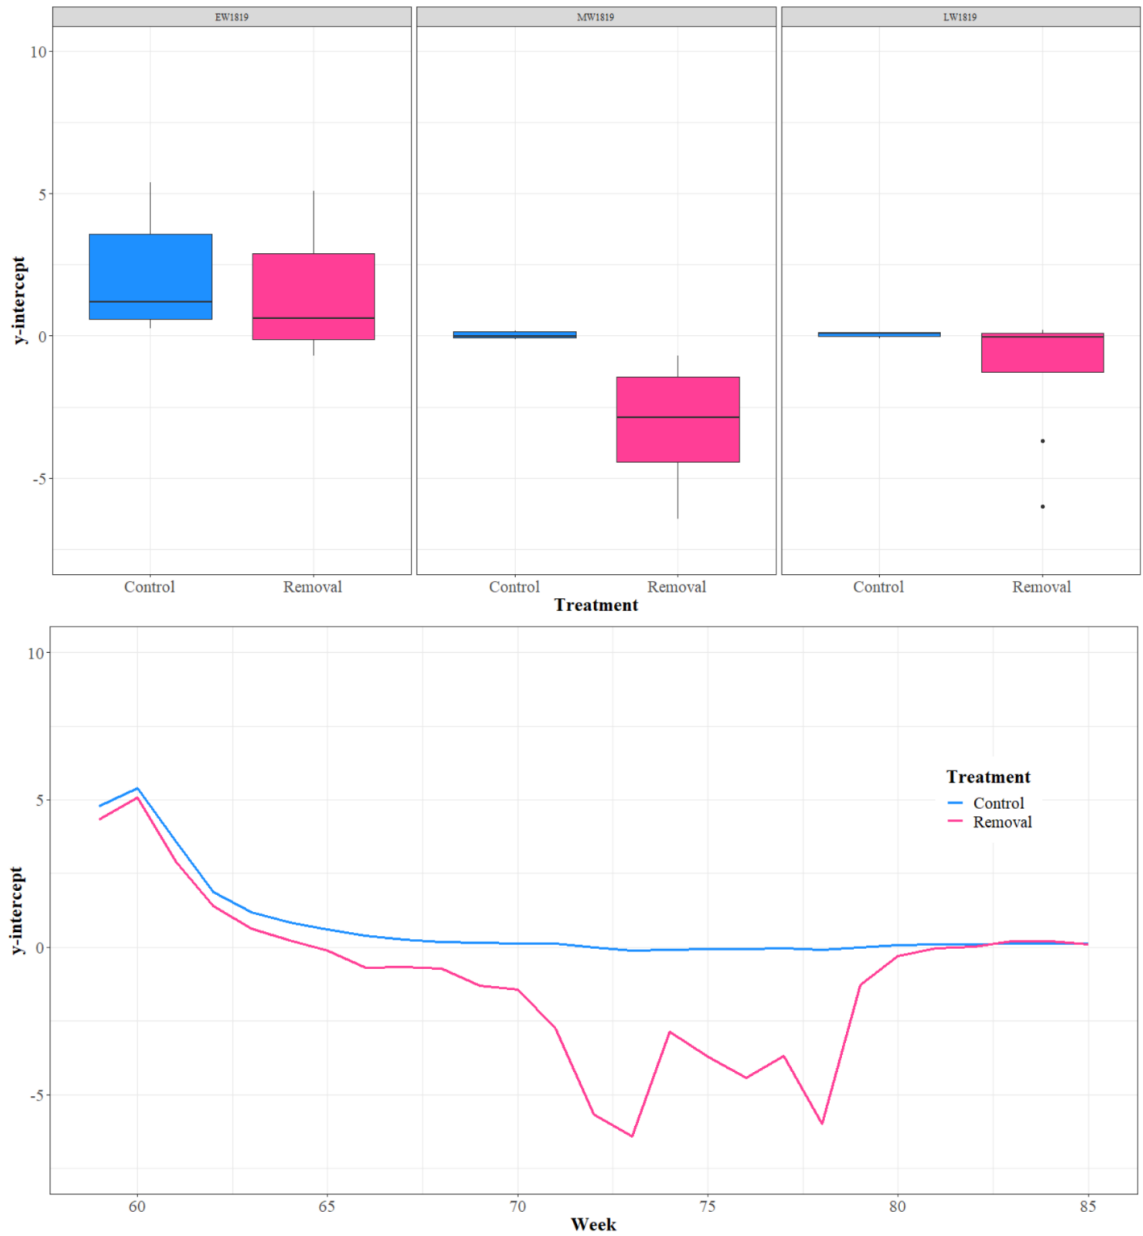 EW1819 MW1819 LW1819
10
5
0
-5
y-intercept
Control Removal Control Removal Control Removal
Treatment
10
5
0
-5
y-intercept
Treatment
Control
Removal
60 65 70 75 80 85
Week